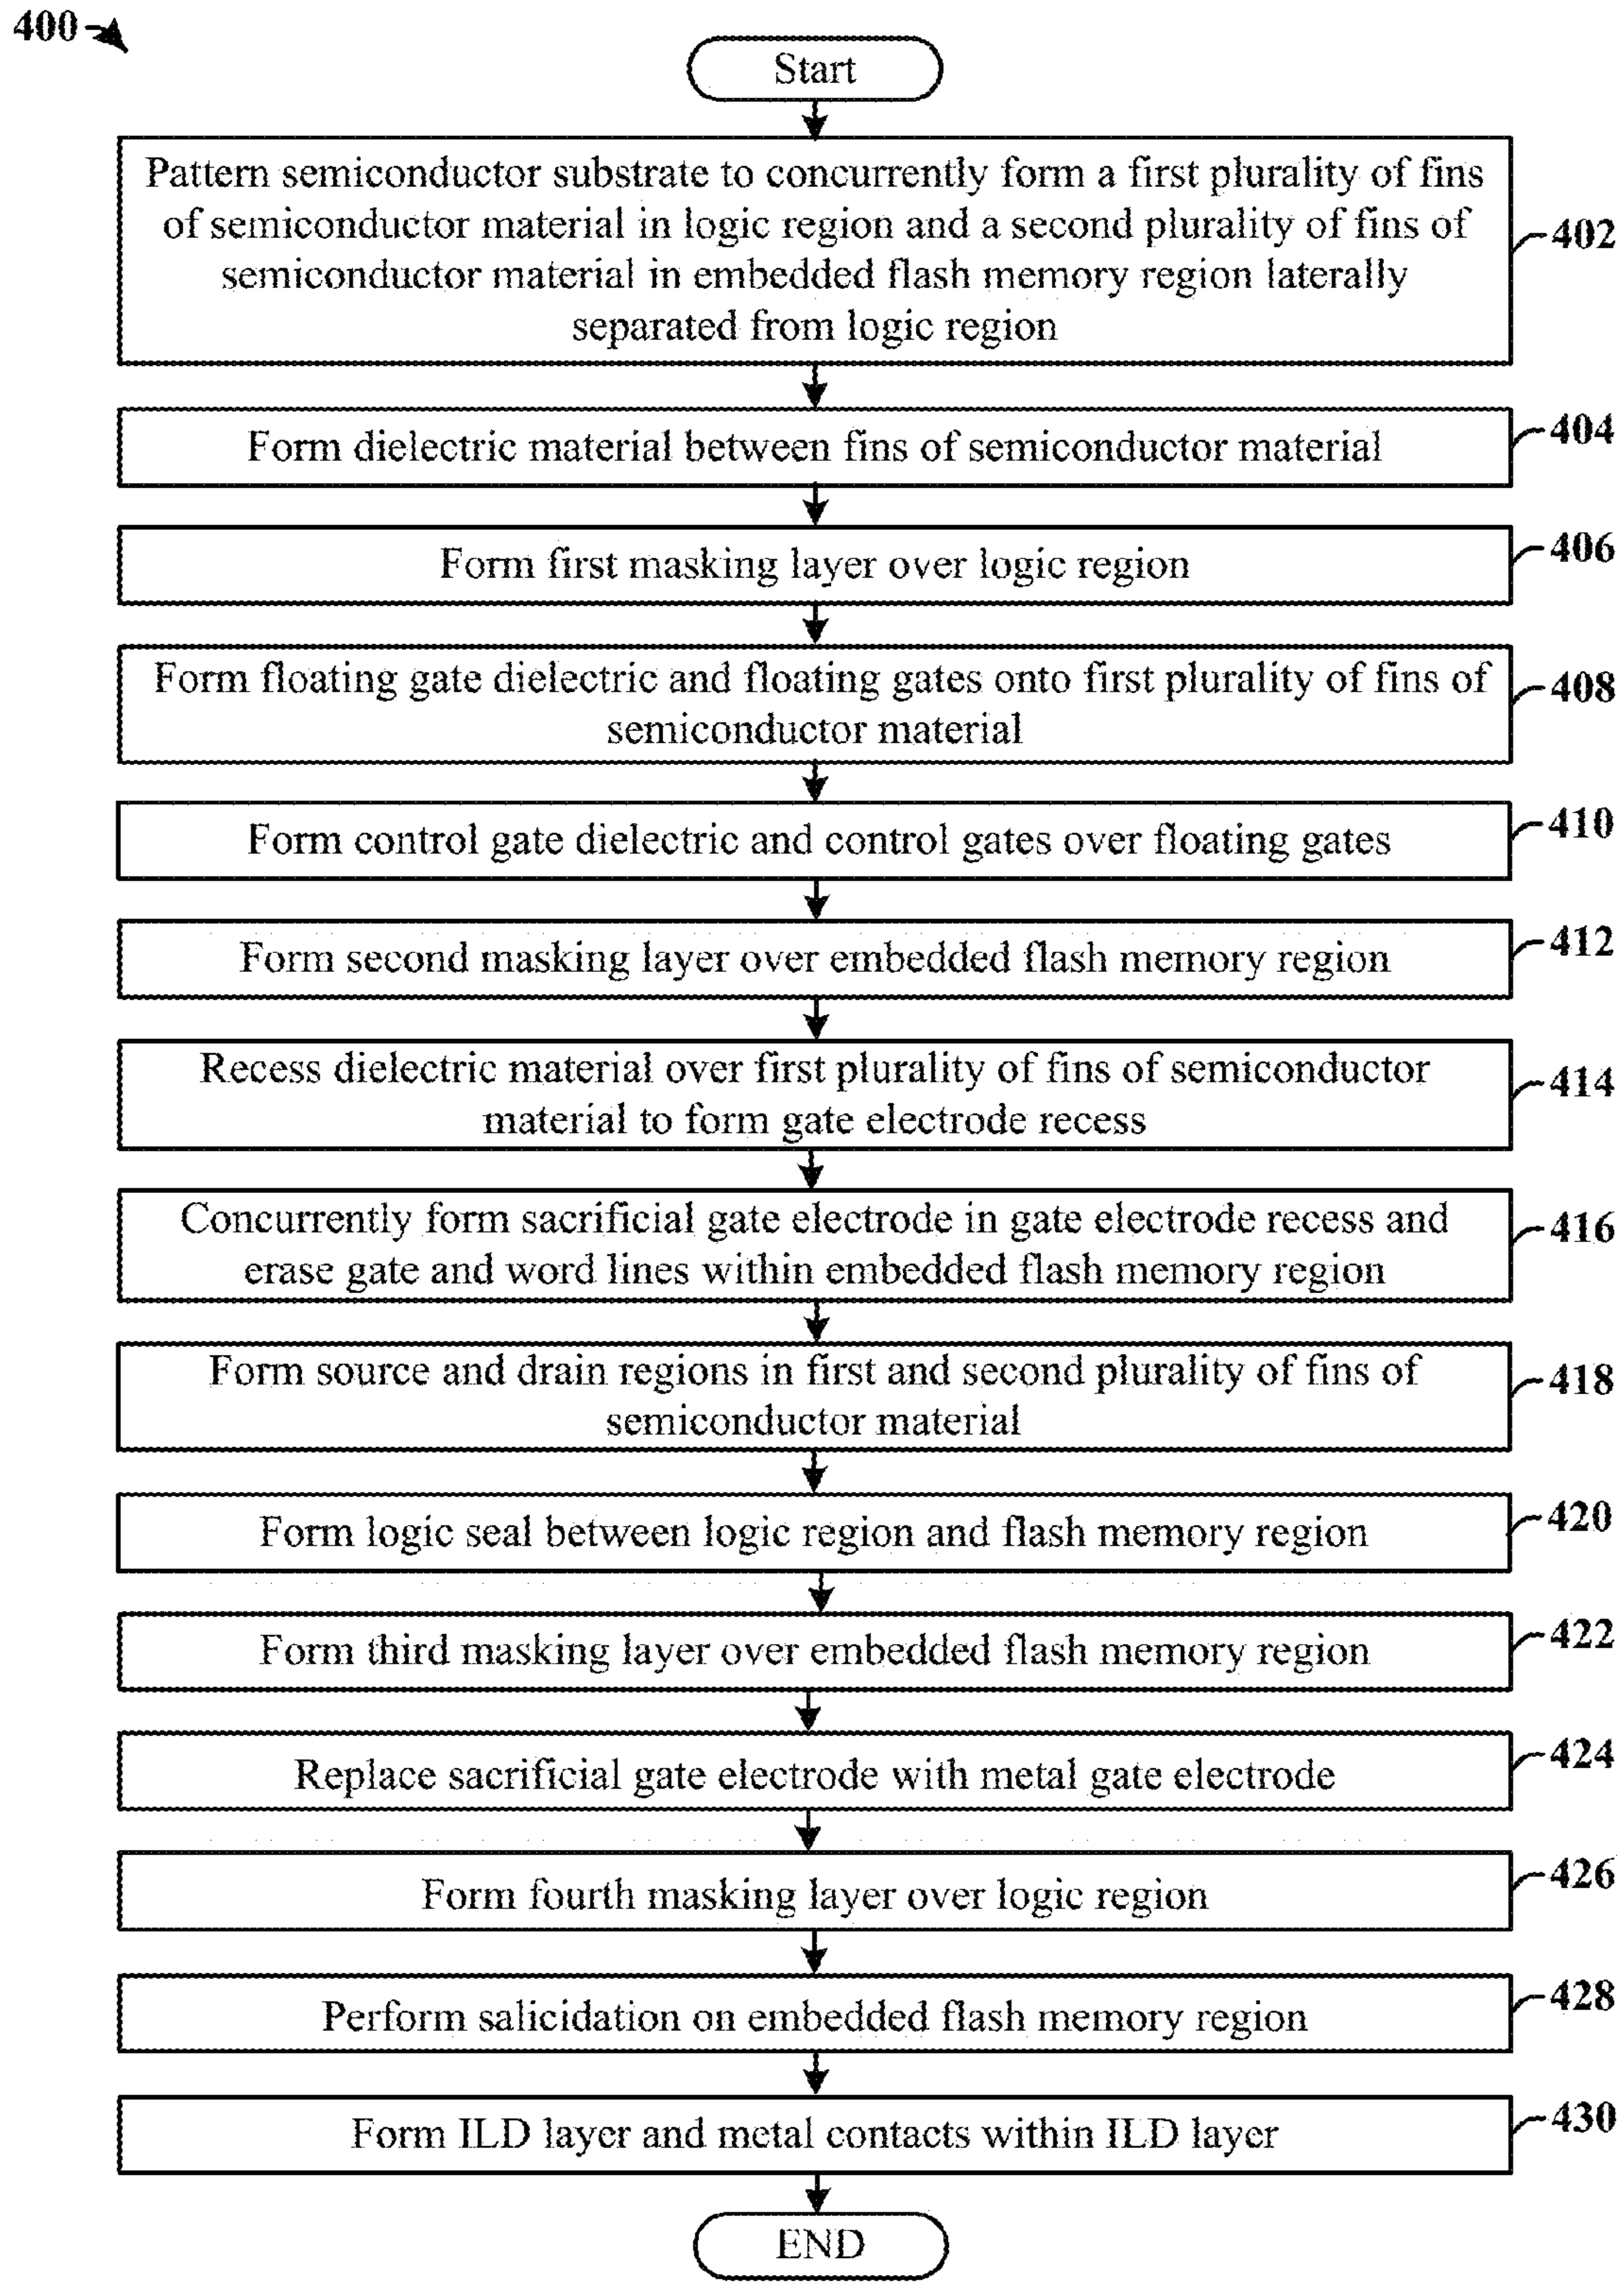 400
Start
Pattern semiconductor substrate to concurrently form a first plurality of fins
of semiconductor material in logic region and a second plurality of fins of
semiconductor material in embedded flash memory region laterally
separated from logic region
402
Form dielectric material between fins of semiconductor material
404
Form first masking layer over logic region
406
Form floating gate dielectric and floating gates onto first plurality of fins of
semiconductor material
408
Form control gate dielectric and control gates over floating gates
410
Form second masking layer over embedded flash memory region
412
Recess dielectric material over first plurality of fins of semiconductor
material to form gate electrode recess
414
Concurrently form sacrificial gate electrode in gate electrode recess and
erase gate and word lines within embedded flash memory region
416
Form source and drain regions in first and second plurality of fins of
semiconductor material
418
Form logic seal between logic region and flash memory region
420
Form third masking layer over embedded flash memory region
422
Replace sacrificial gate electrode with metal gate electrode
424
Form fourth masking layer over logic region
426
Perform salicidation on embedded flash memory region
428
Form ILD layer and metal contacts within ILD layer
430
END